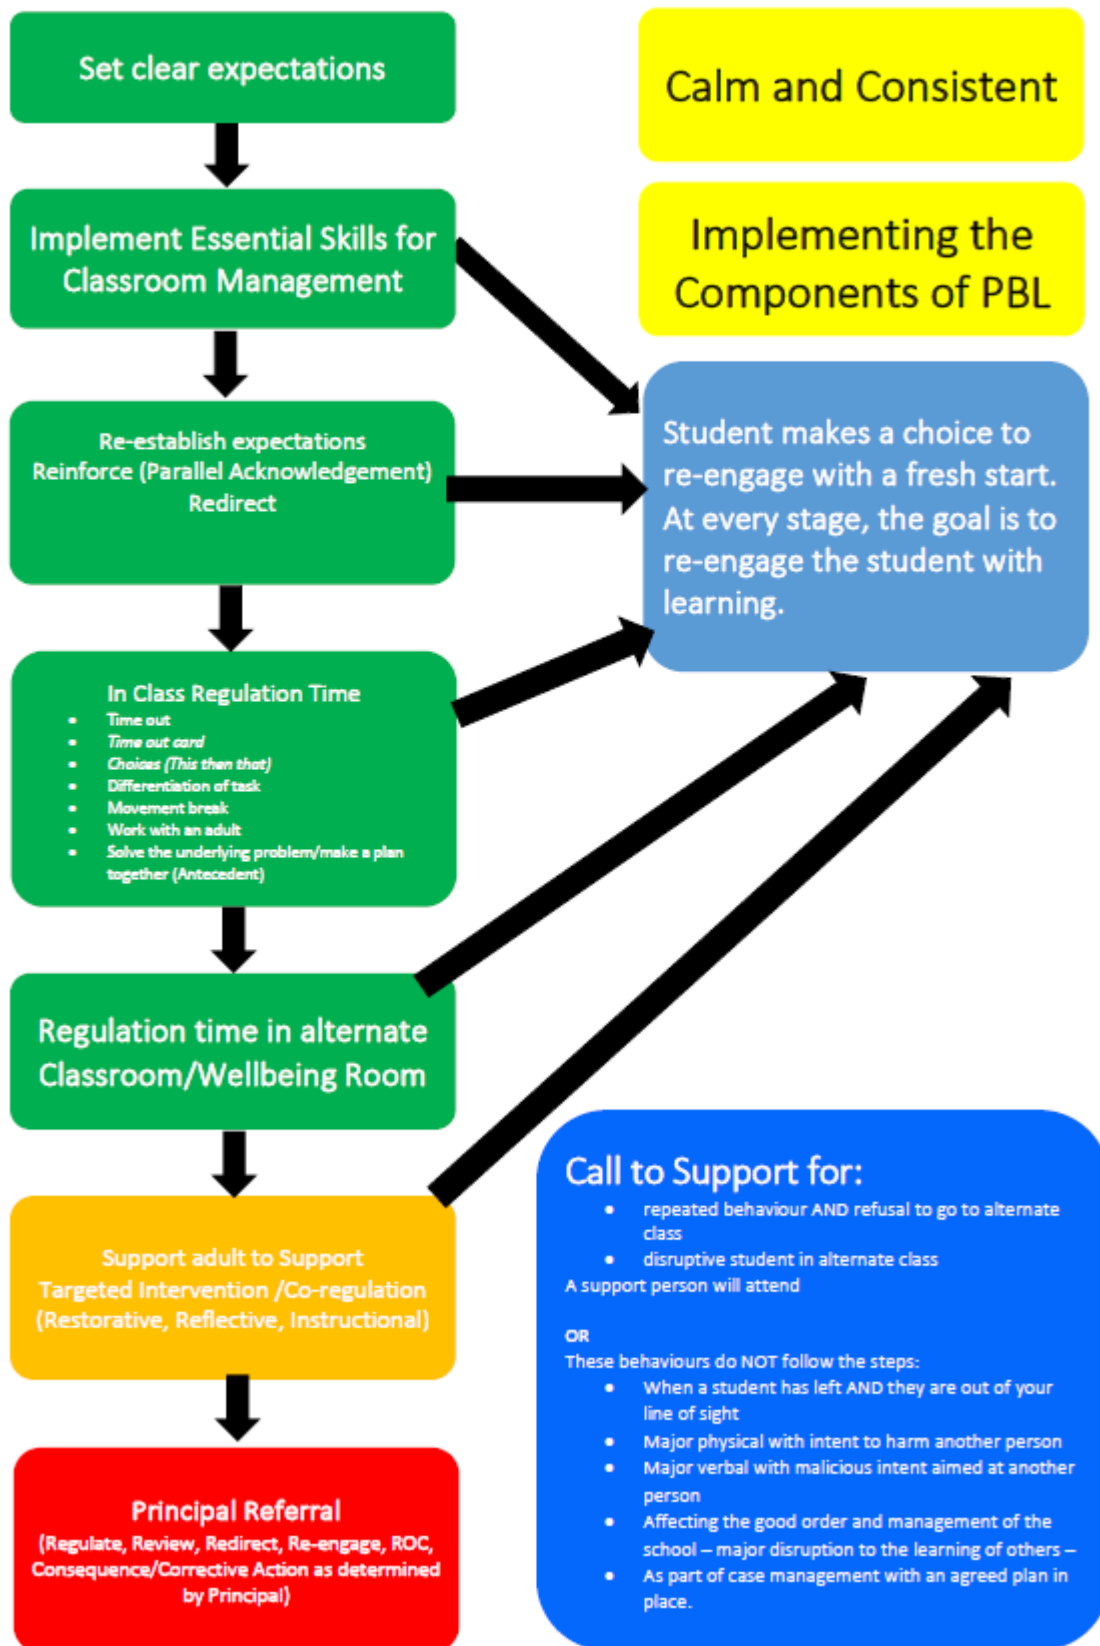 Set clear expectations
Implement Essential Skills for
Classroom Management
Re-establish expectations
Reinforce (Parallel Acknowledgement)
Redirect
In Class Regulation Time
• Time out
• Time out card
• Choices (This then that)
• Differentiation of task
• Movement break
• Work with an adult
• Solve the underlying problem/make a plan
together (Antecedent)
Regulation time in alternate
Classroom/Wellbeing Room
Support adult to Support
Targeted Intervention /Co-regulation
(Restorative, Reflective, Instructional)
Principal Referral
(Regulate, Review, Redirect, Re-engage, ROC,
Consequence/Corrective Action as determined
by Principal)
Calm and Consistent
Implementing the
Components of PBL
Student makes a choice to
re-engage with a fresh start.
At every stage, the goal is to
re-engage the student with
learning.
Call to Support for:
• repeated behaviour AND refusal to go to alternate
class
• disruptive student in alternate class
A support person will attend
OR
These behaviours do NOT follow the steps:
• When a student has left AND they are out of your
line of sight
• Major physical with intent to harm another person
• Major verbal with malicious intent aimed at another
person
• Affecting the good order and management of the
school – major disruption to the learning of others –
• As part of case management with an agreed plan in
place.